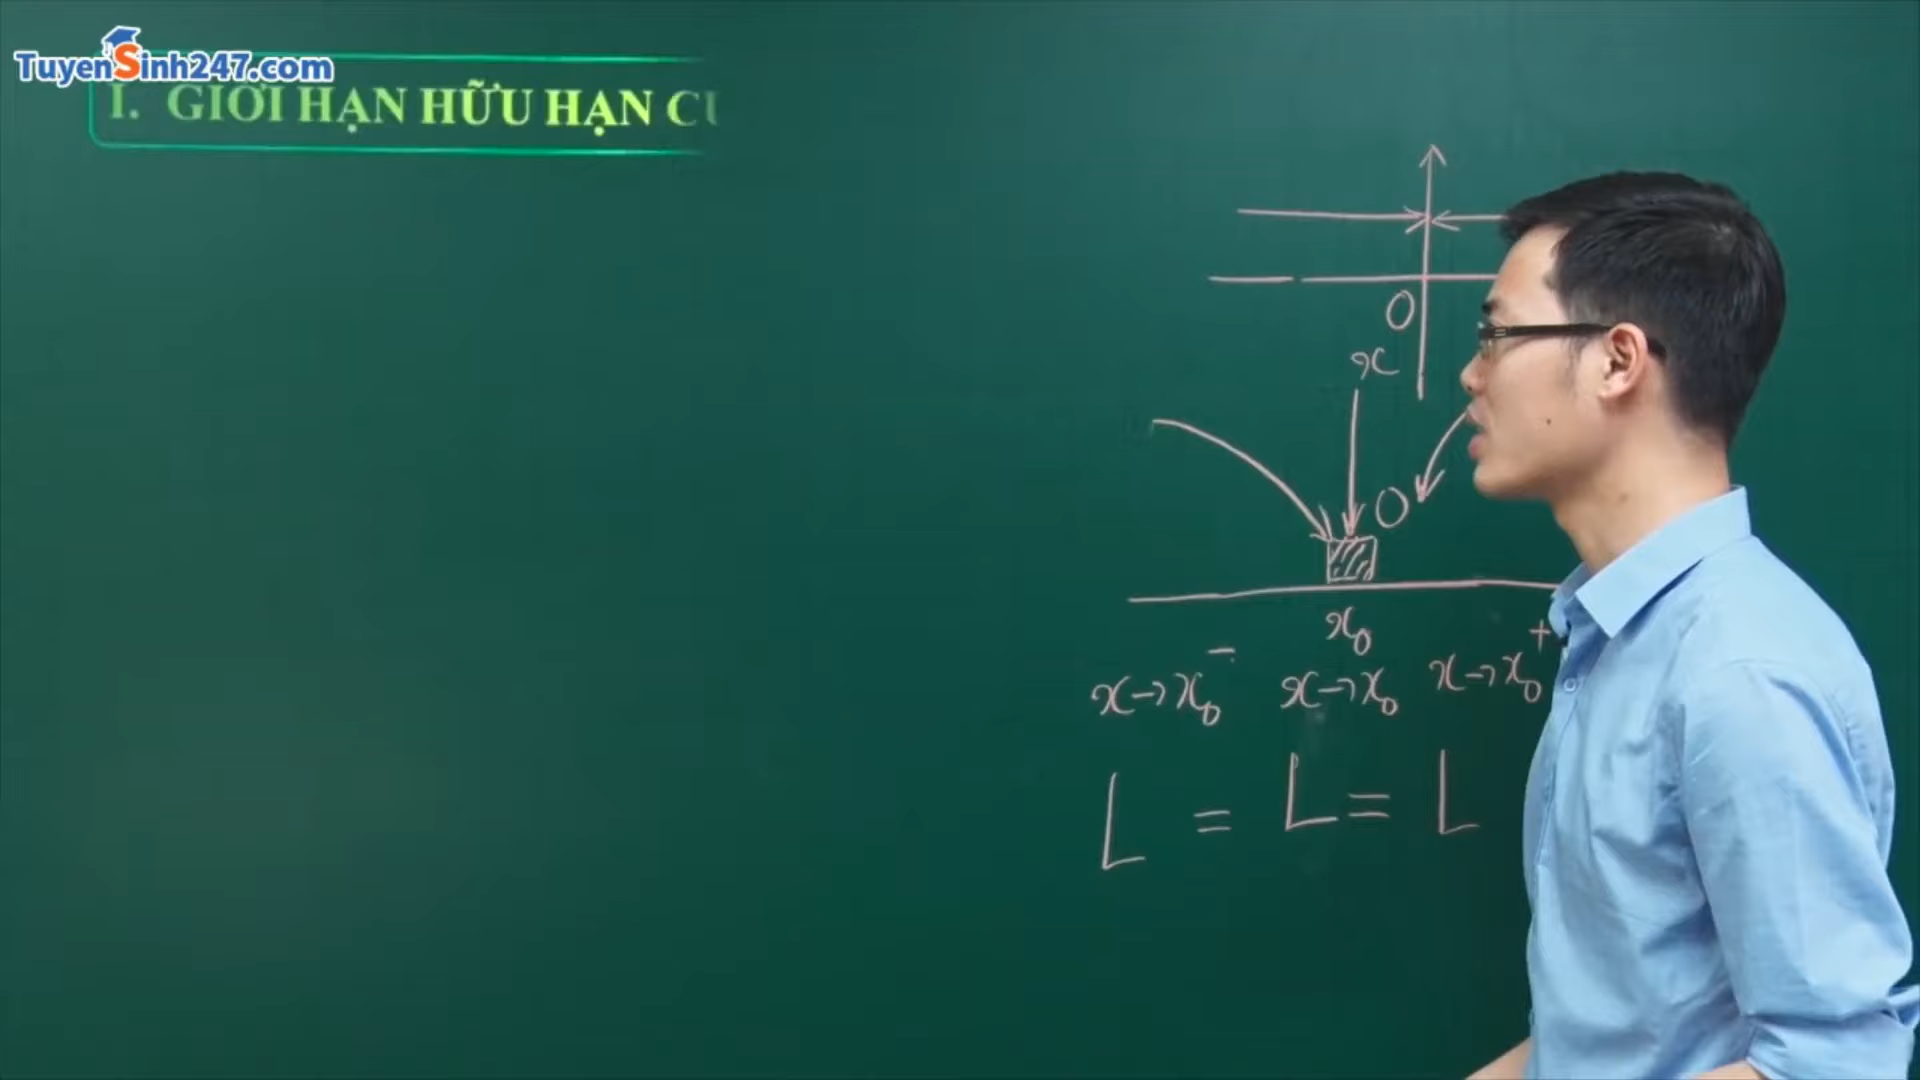 TuyenSinh247.com
I. GIỚI HẠN HỮU HẠN CỦ
O
x
O
x₀
x→x₀⁻ x→x₀ x→x₀⁺
L = L = L